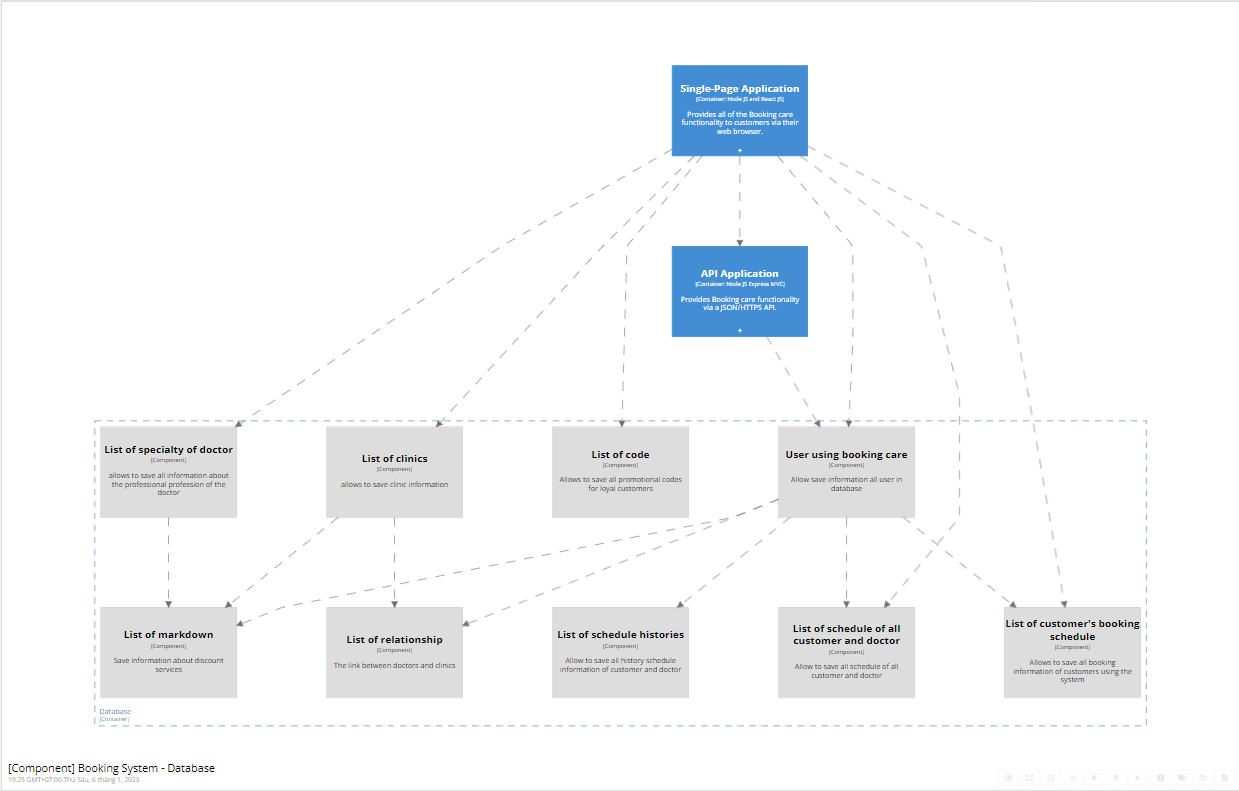 Single-Page Application
[Container: Node JS and React JS]
Provides all of the Booking care
functionality to customers via their
web browser.
+
API Application
[Container: Node JS Express MVC]
Provides Booking care functionality
via a JSON/HTTPS API.
+
List of specialty of doctor
[Component]
allows to save all information about
the professional profession of the
doctor
List of clinics
[Component]
allows to save clinic information
List of code
[Component]
Allows to save all promotional codes
for loyal customers
User using booking care
[Component]
Allow save information all user in
database
List of markdown
[Component]
Save information about discount
services
List of relationship
[Component]
The link between doctors and clinics
List of schedule histories
[Component]
Allow to save all history schedule
information of customer and doctor
List of schedule of all
customer and doctor
[Component]
Allow to save all schedule of all
customer and doctor
List of customer's booking
schedule
[Component]
Allows to save all booking
information of customers using the
system
Database
[Container]
[Component] Booking System - Database
19:25 GMT+07:00 Thứ Sáu, 6 tháng 1, 2023